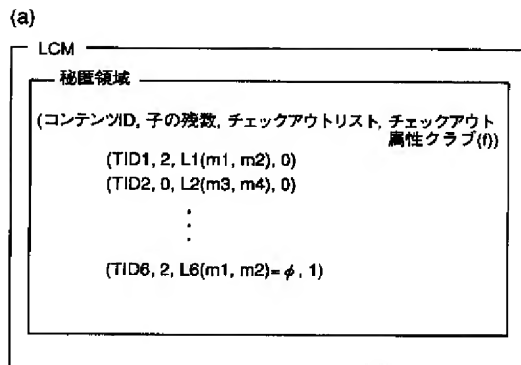 {a}
LCM
秘匿領域
(コンテンツID, 子の残数, チェックアウトリスト, チェックアウト
属性クラブ(f))
(TID1, 2, L1(m1, m2), 0)
(TID2, 0, L2(m3, m4), 0)
(TID6, 2, L6(m1, m2)=ϕ, 1)